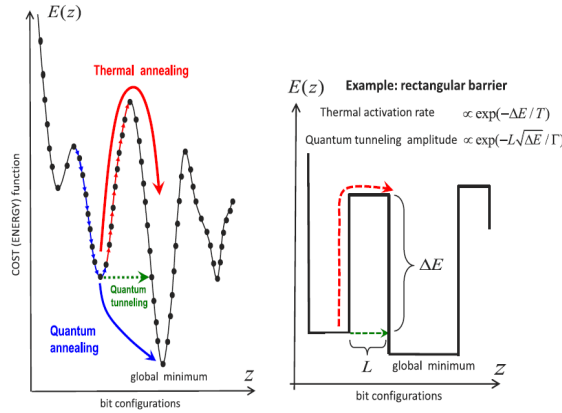 E(z)
COST (ENERGY) function
Thermal annealing
Quantum tunneling
Quantum annealing
global minimum
z
bit configurations
E(z)
Example: rectangular barrier
Thermal activation rate ∝exp(−ΔE/T)
Quantum tunneling amplitude ∝exp(−L√ΔE/Γ)
ΔE
L
global minimum
z
bit configurations